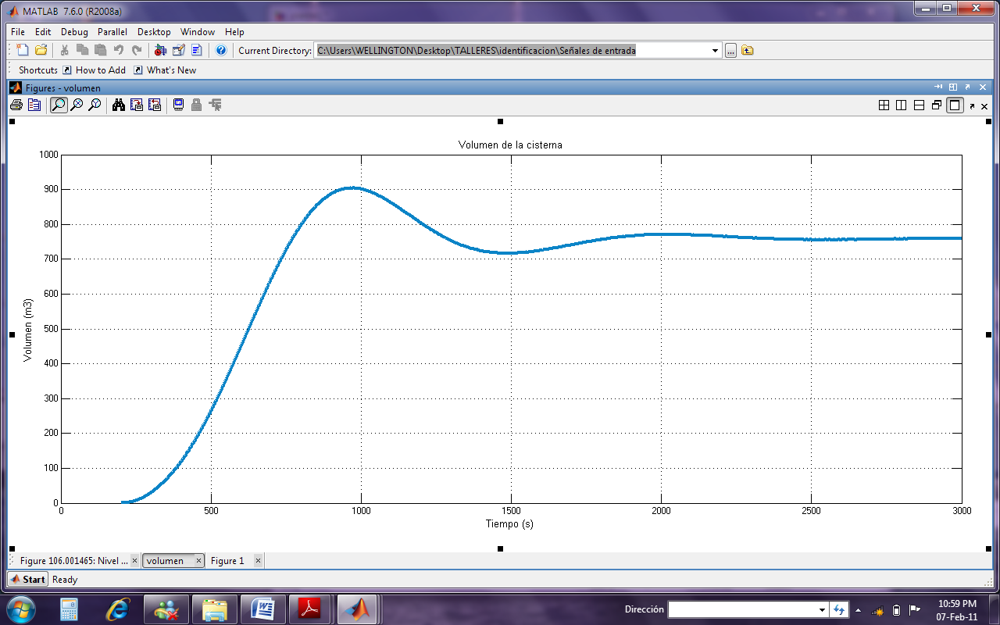 MATLAB 7.6.0 (R2008a)
File Edit Debug Parallel Desktop Window Help
Current Directory: C:\Users\WELLINGTON\Desktop\TALLERES\identificacion\Señales de entrada ...
Shortcuts How to Add What's New
Figures - volumen
Volumen de la cisterna
1000
900
800
700
600
500
400
300
200
100
0
Volumen (m3)
0 500 1000 1500 2000 2500 3000
Tiempo (s)
Figure 106.001465: Nivel ... volumen Figure 1
Start Ready
Dirección
10:59 PM
07-Feb-11